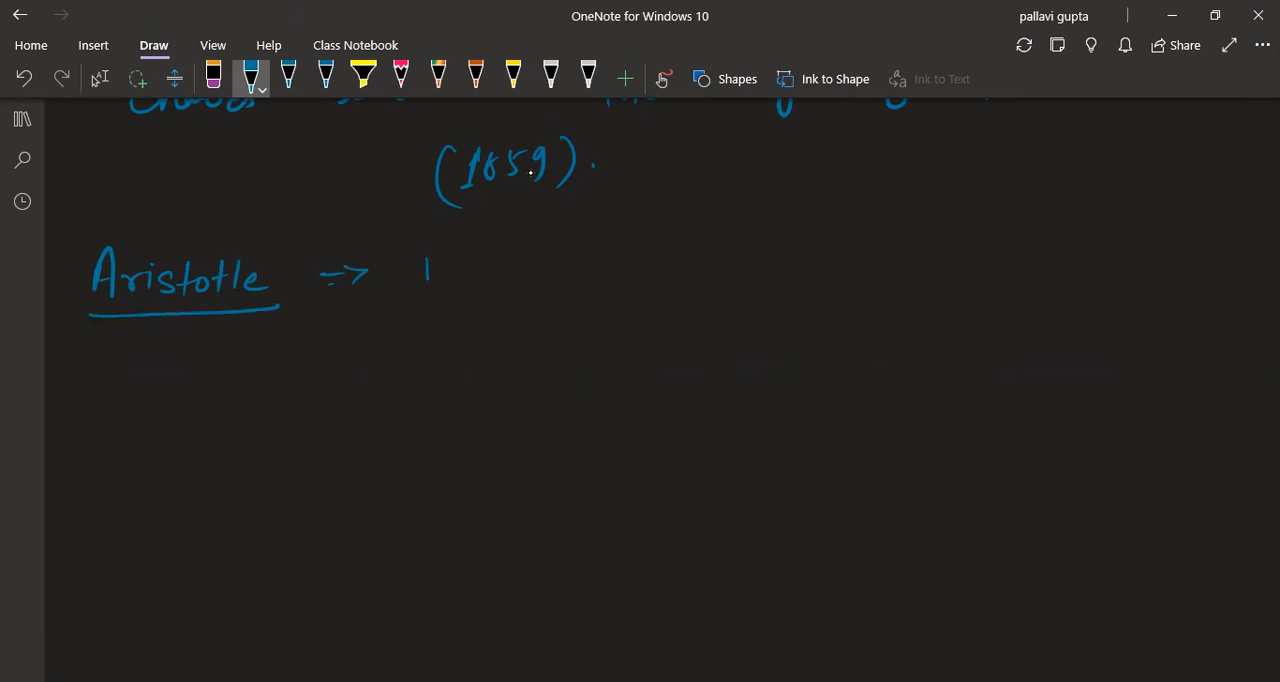 OneNote for Windows 10
pallavi gupta
Home Insert Draw View Help Class Notebook
Share
Shapes Ink to Shape Ink to Text
(1859).
Aristotle => I